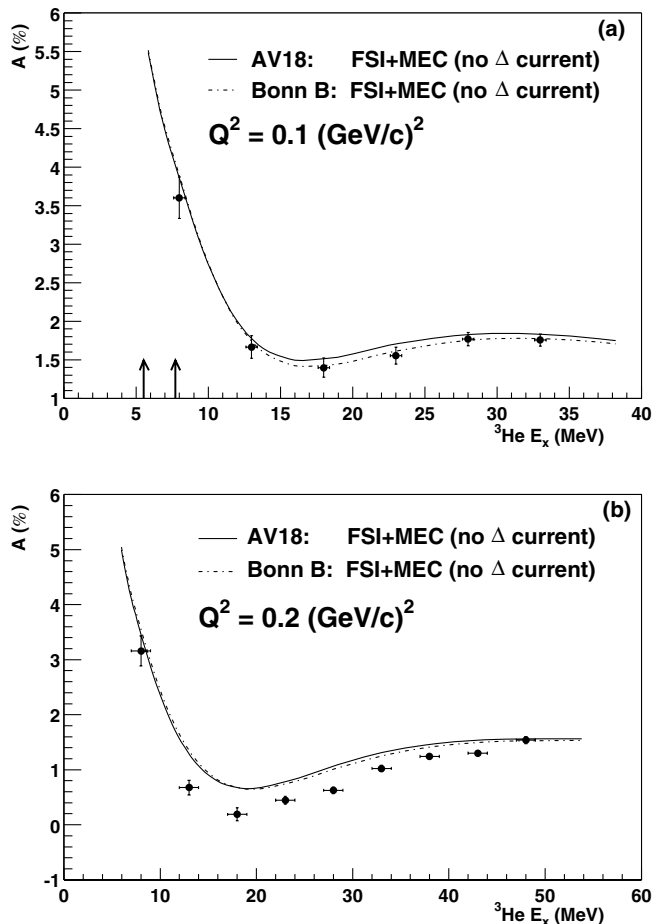 (a)
A (%)
6
5.5
5
4.5
4
3.5
3
2.5
2
1.5
1
AV18: FSI+MEC (no Δ current)
Bonn B: FSI+MEC (no Δ current)
Q² = 0.1 (GeV/c)²
0 5 10 15 20 25 30 35 40
³He Eₓ (MeV)
(b)
A (%)
6
5
4
3
2
1
0
-1
AV18: FSI+MEC (no Δ current)
Bonn B: FSI+MEC (no Δ current)
Q² = 0.2 (GeV/c)²
0 10 20 30 40 50 60
³He Eₓ (MeV)